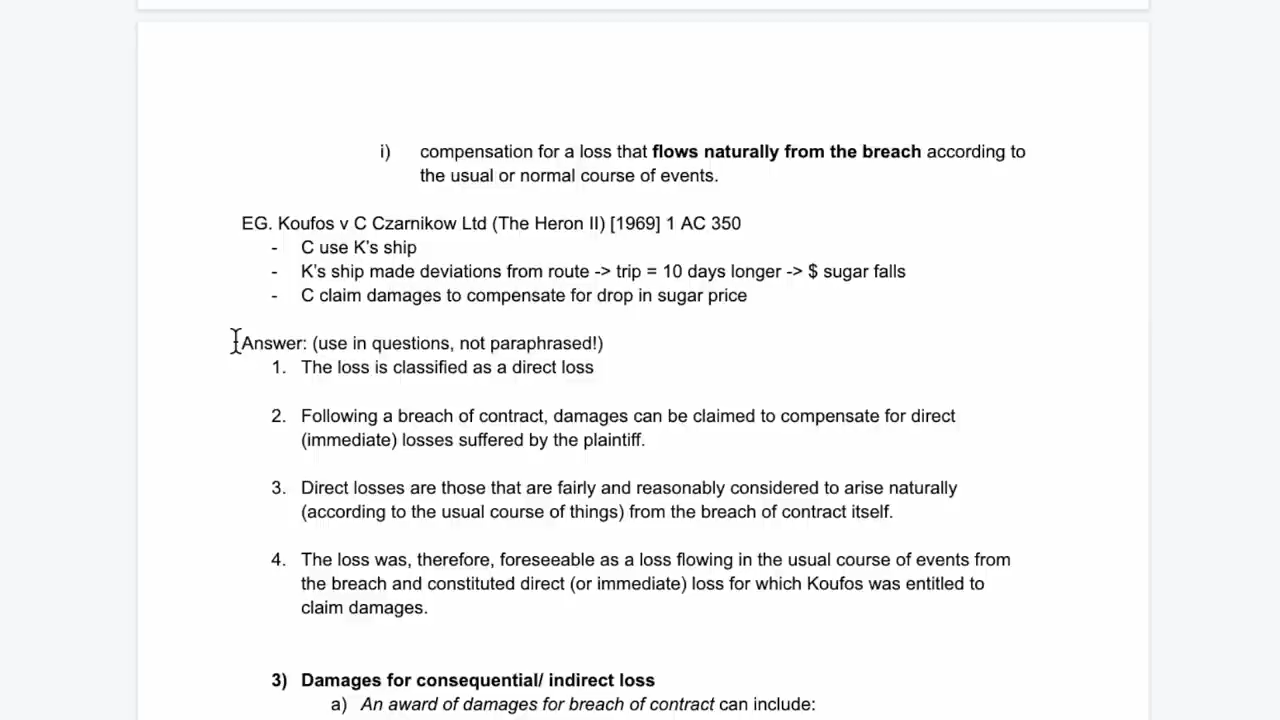 i) compensation for a loss that flows naturally from the breach according to
the usual or normal course of events.
EG. Koufos v C Czarnikow Ltd (The Heron II) [1969] 1 AC 350
- C use K's ship
- K's ship made deviations from route -> trip = 10 days longer -> $ sugar falls
- C claim damages to compensate for drop in sugar price
Answer: (use in questions, not paraphrased!)
1. The loss is classified as a direct loss
2. Following a breach of contract, damages can be claimed to compensate for direct
(immediate) losses suffered by the plaintiff.
3. Direct losses are those that are fairly and reasonably considered to arise naturally
(according to the usual course of things) from the breach of contract itself.
4. The loss was, therefore, foreseeable as a loss flowing in the usual course of events from
the breach and constituted direct (or immediate) loss for which Koufos was entitled to
claim damages.
3) Damages for consequential/ indirect loss
a) An award of damages for breach of contract can include: